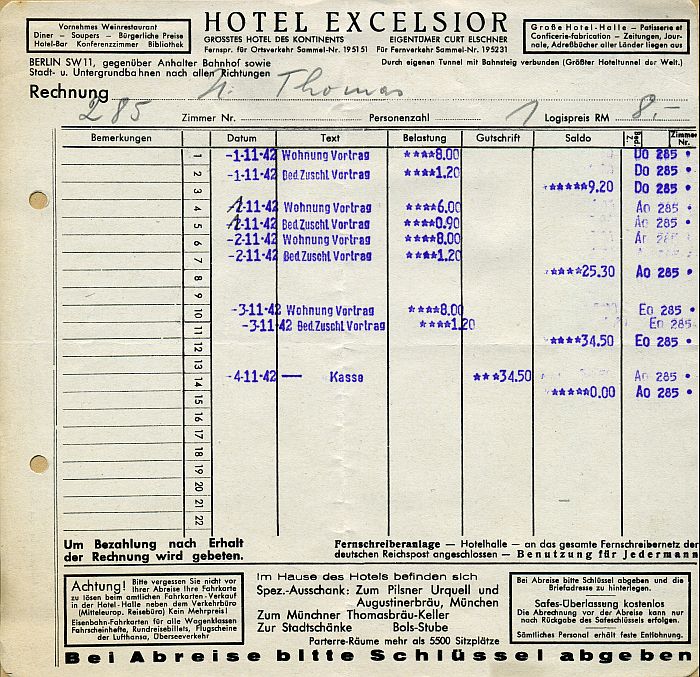 Vornehmes Weinrestaurant
Diner — Soupers — Bürgerliche Preise
Hotel-Bar Konferenzzimmer Bibliothek
HOTEL EXCELSIOR
GRÖSSTES HOTEL DES KONTINENTS EIGENTÜMER CURT ELSCHNER
Fernspr. für Ortsverkehr Sammel-Nr. 195151 Für Fernverkehr Sammel-Nr. 195231
Große Hotel-Halle — Patisserie et
Conficerie-fabrication — Zeitungen, Jour-
nale, Adreßbücher aller Länder liegen aus
BERLIN SW11, gegenüber Anhalter Bahnhof sowie
Stadt- u. Untergrundbahnen nach allen Richtungen
Durch eigenen Tunnel mit Bahnsteig verbunden (Größter Hoteltunnel der Welt.)
Rechnung H. Thomas
285 Zimmer Nr. Personenzahl 1 Logispreis RM 8,-
Bemerkungen Datum Text Belastung Gutschrift Saldo Bed. Z. Zimmer Nr.
1 -1-11-42 Wohnung Vortrag ****8.00 Do 285 •
2 -1-11-42 Bed.Zuschl Vortrag ****1.20 Do 285 •
3 *****9.20 Do 285 •
4 1-11-42 Wohnung Vortrag ****6.00 Ao 285 •
5 1-11-42 Bed.Zuschl Vortrag ****0.90 Ao 285 •
6 -2-11-42 Wohnung Vortrag ****8.00 •
7 -2-11-42 Bed.Zuschl Vortrag ****1.20
8 ****25.30 Ao 285 •
9
10 -3-11-42 Wohnung Vortrag ****8.00 Eo 285 •
11 -3-11-42 Bed.Zuschl Vortrag ****1.20 Eo 285
12 ****34.50 Eo 285 •
13
14 -4-11-42 — Kasse ***34.50 Ao 285 •
15 *****0.00 Ao 285 •
16
17
18
19
20
21
22
Um Bezahlung nach Erhalt
der Rechnung wird gebeten.
Fernschreiberanlage — Hotelhalle — an das gesamte Fernschreibernetz der
deutschen Reichspost angeschlossen — Benutzung für Jedermann
Achtung! Bitte vergessen Sie nicht vor
Ihrer Abreise Ihre Fahrkarte
zu lösen beim amtlichen Fahrkarten-Verkauf
in der Hotel-Halle neben dem Verkehrbüro
(Mitteleurop. Reisebüro) Kein Mehrpreis!
Eisenbahn-Fahrkarten für alle Wagenklassen
Fahrscheinhefte, Rundreisebillets, Flugscheine
der Lufthansa, Überseeverkehr
Im Hause des Hotels befinden sich
Spez.-Ausschank: Zum Pilsner Urquell und
Augustinerbräu, München
Zum Münchner Thomasbräu-Keller
Zur Stadtschänke Bols-Stube
Parterre-Räume mehr als 5500 Sitzplätze
Bei Abreise bitte Schlüssel abgeben und die
Briefadresse zu hinterlegen.
Safes-Überlassung kostenlos
Die Abrechnung vor der Abreise kann nur
nach Rückgabe des Safeschlüssels erfolgen.
Sämtliches Personal erhält feste Entlohnung.
Bei Abreise bitte Schlüssel abgeben